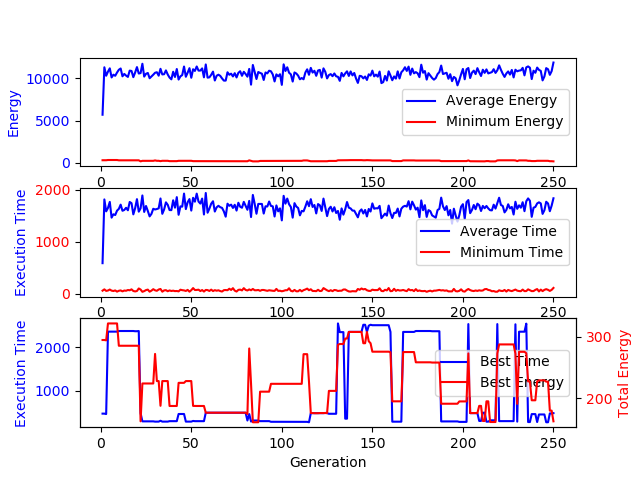 10000
5000
0
Energy
Average Energy
Minimum Energy
0 50 100 150 200 250
2000
1000
0
Execution Time
Average Time
Minimum Time
0 50 100 150 200 250
2000
1000
Execution Time
Best Time
Best Energy
300
200
Total Energy
0 50 100 150 200 250
Generation